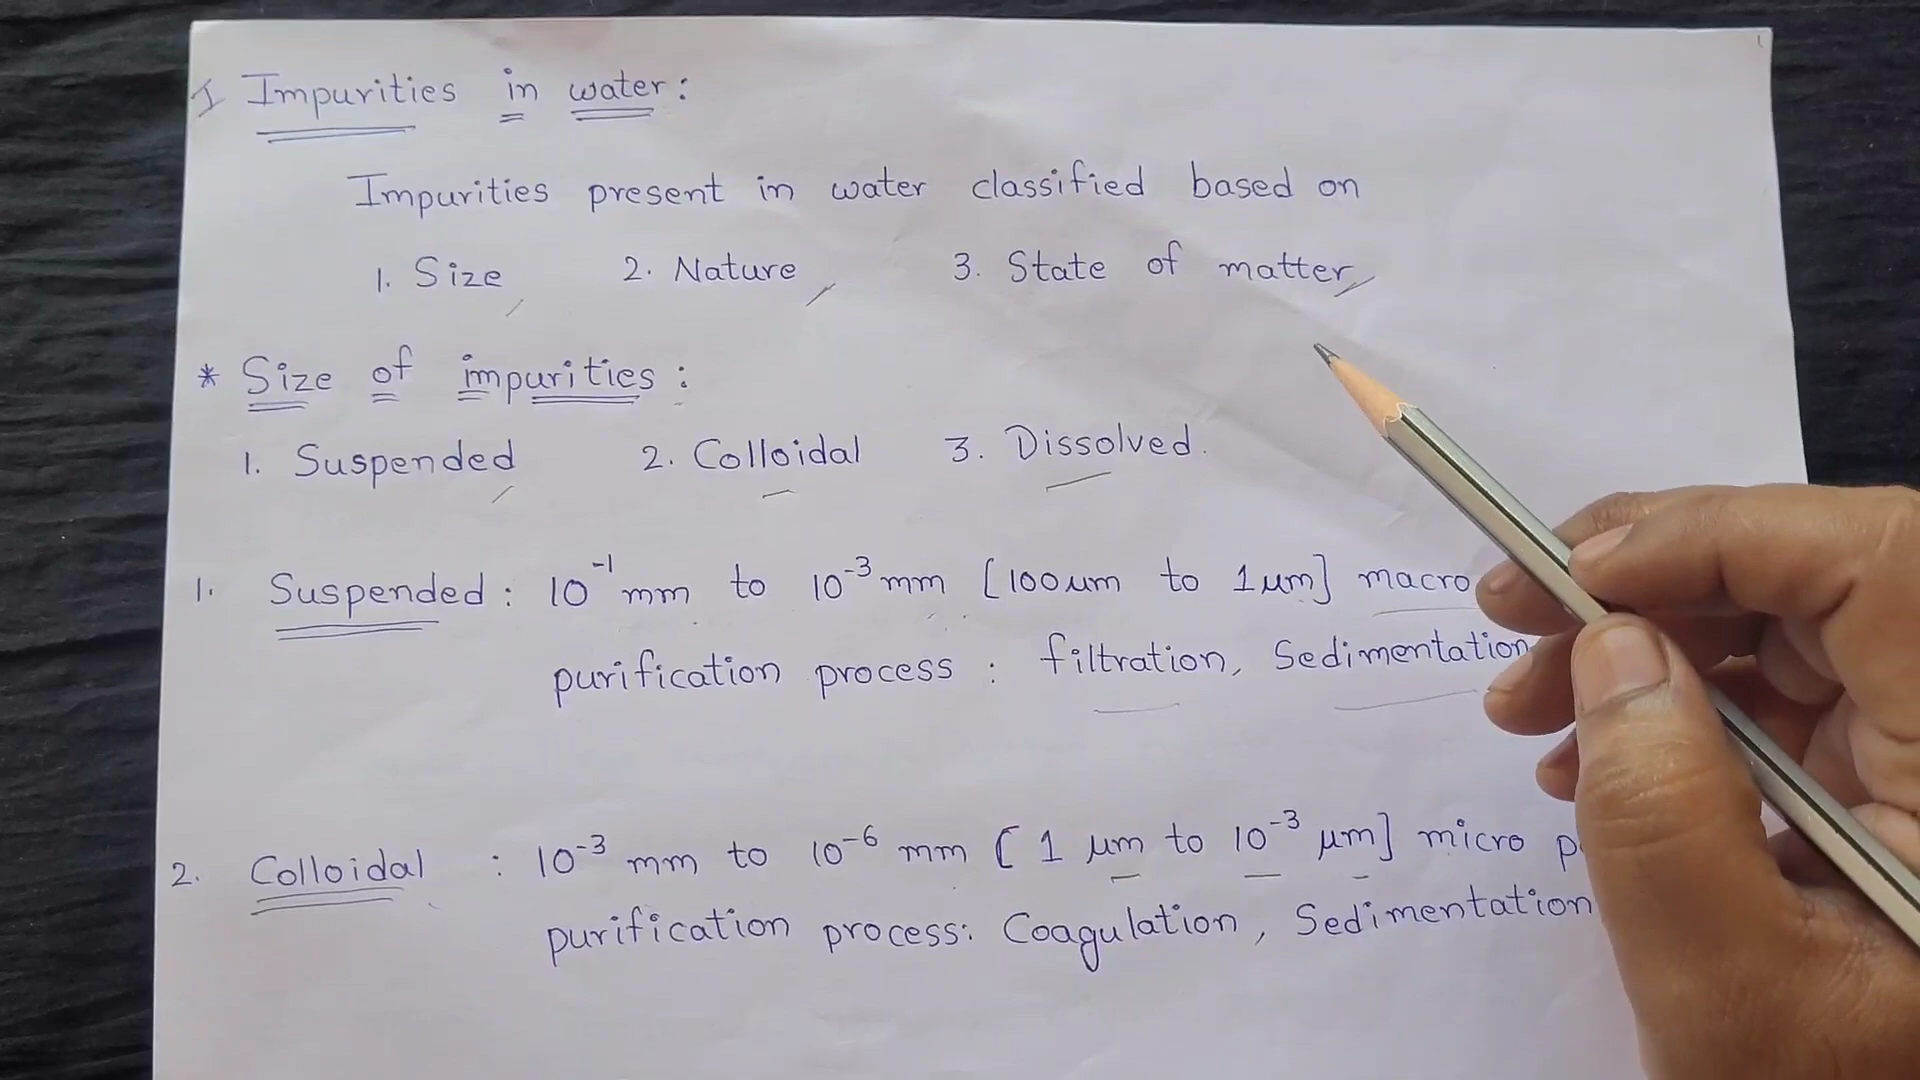 I Impurities in water:
Impurities present in water classified based on
1. Size 2. Nature 3. State of matter
* Size of impurities :
1. Suspended 2. Colloidal 3. Dissolved.
1. Suspended : 10⁻¹ mm to 10⁻³ mm [100 µm to 1 µm] macro
purification process : filtration, Sedimentation
2. Colloidal : 10⁻³ mm to 10⁻⁶ mm [ 1 µm to 10⁻³ µm] micro
purification process: Coagulation, Sedimentation